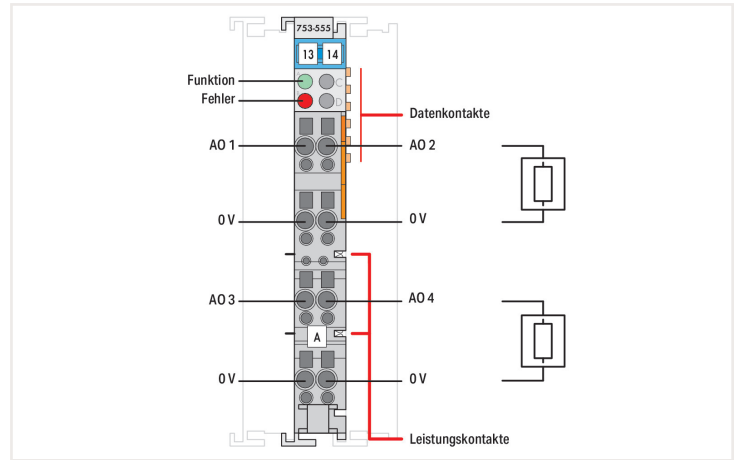 753-555
13 14
Funktion
A C
Fehler
D
Datenkontakte
AO 1
AO 2
0 V
0 V
AO 3
AO 4
A
0 V
0 V
Leistungskontakte